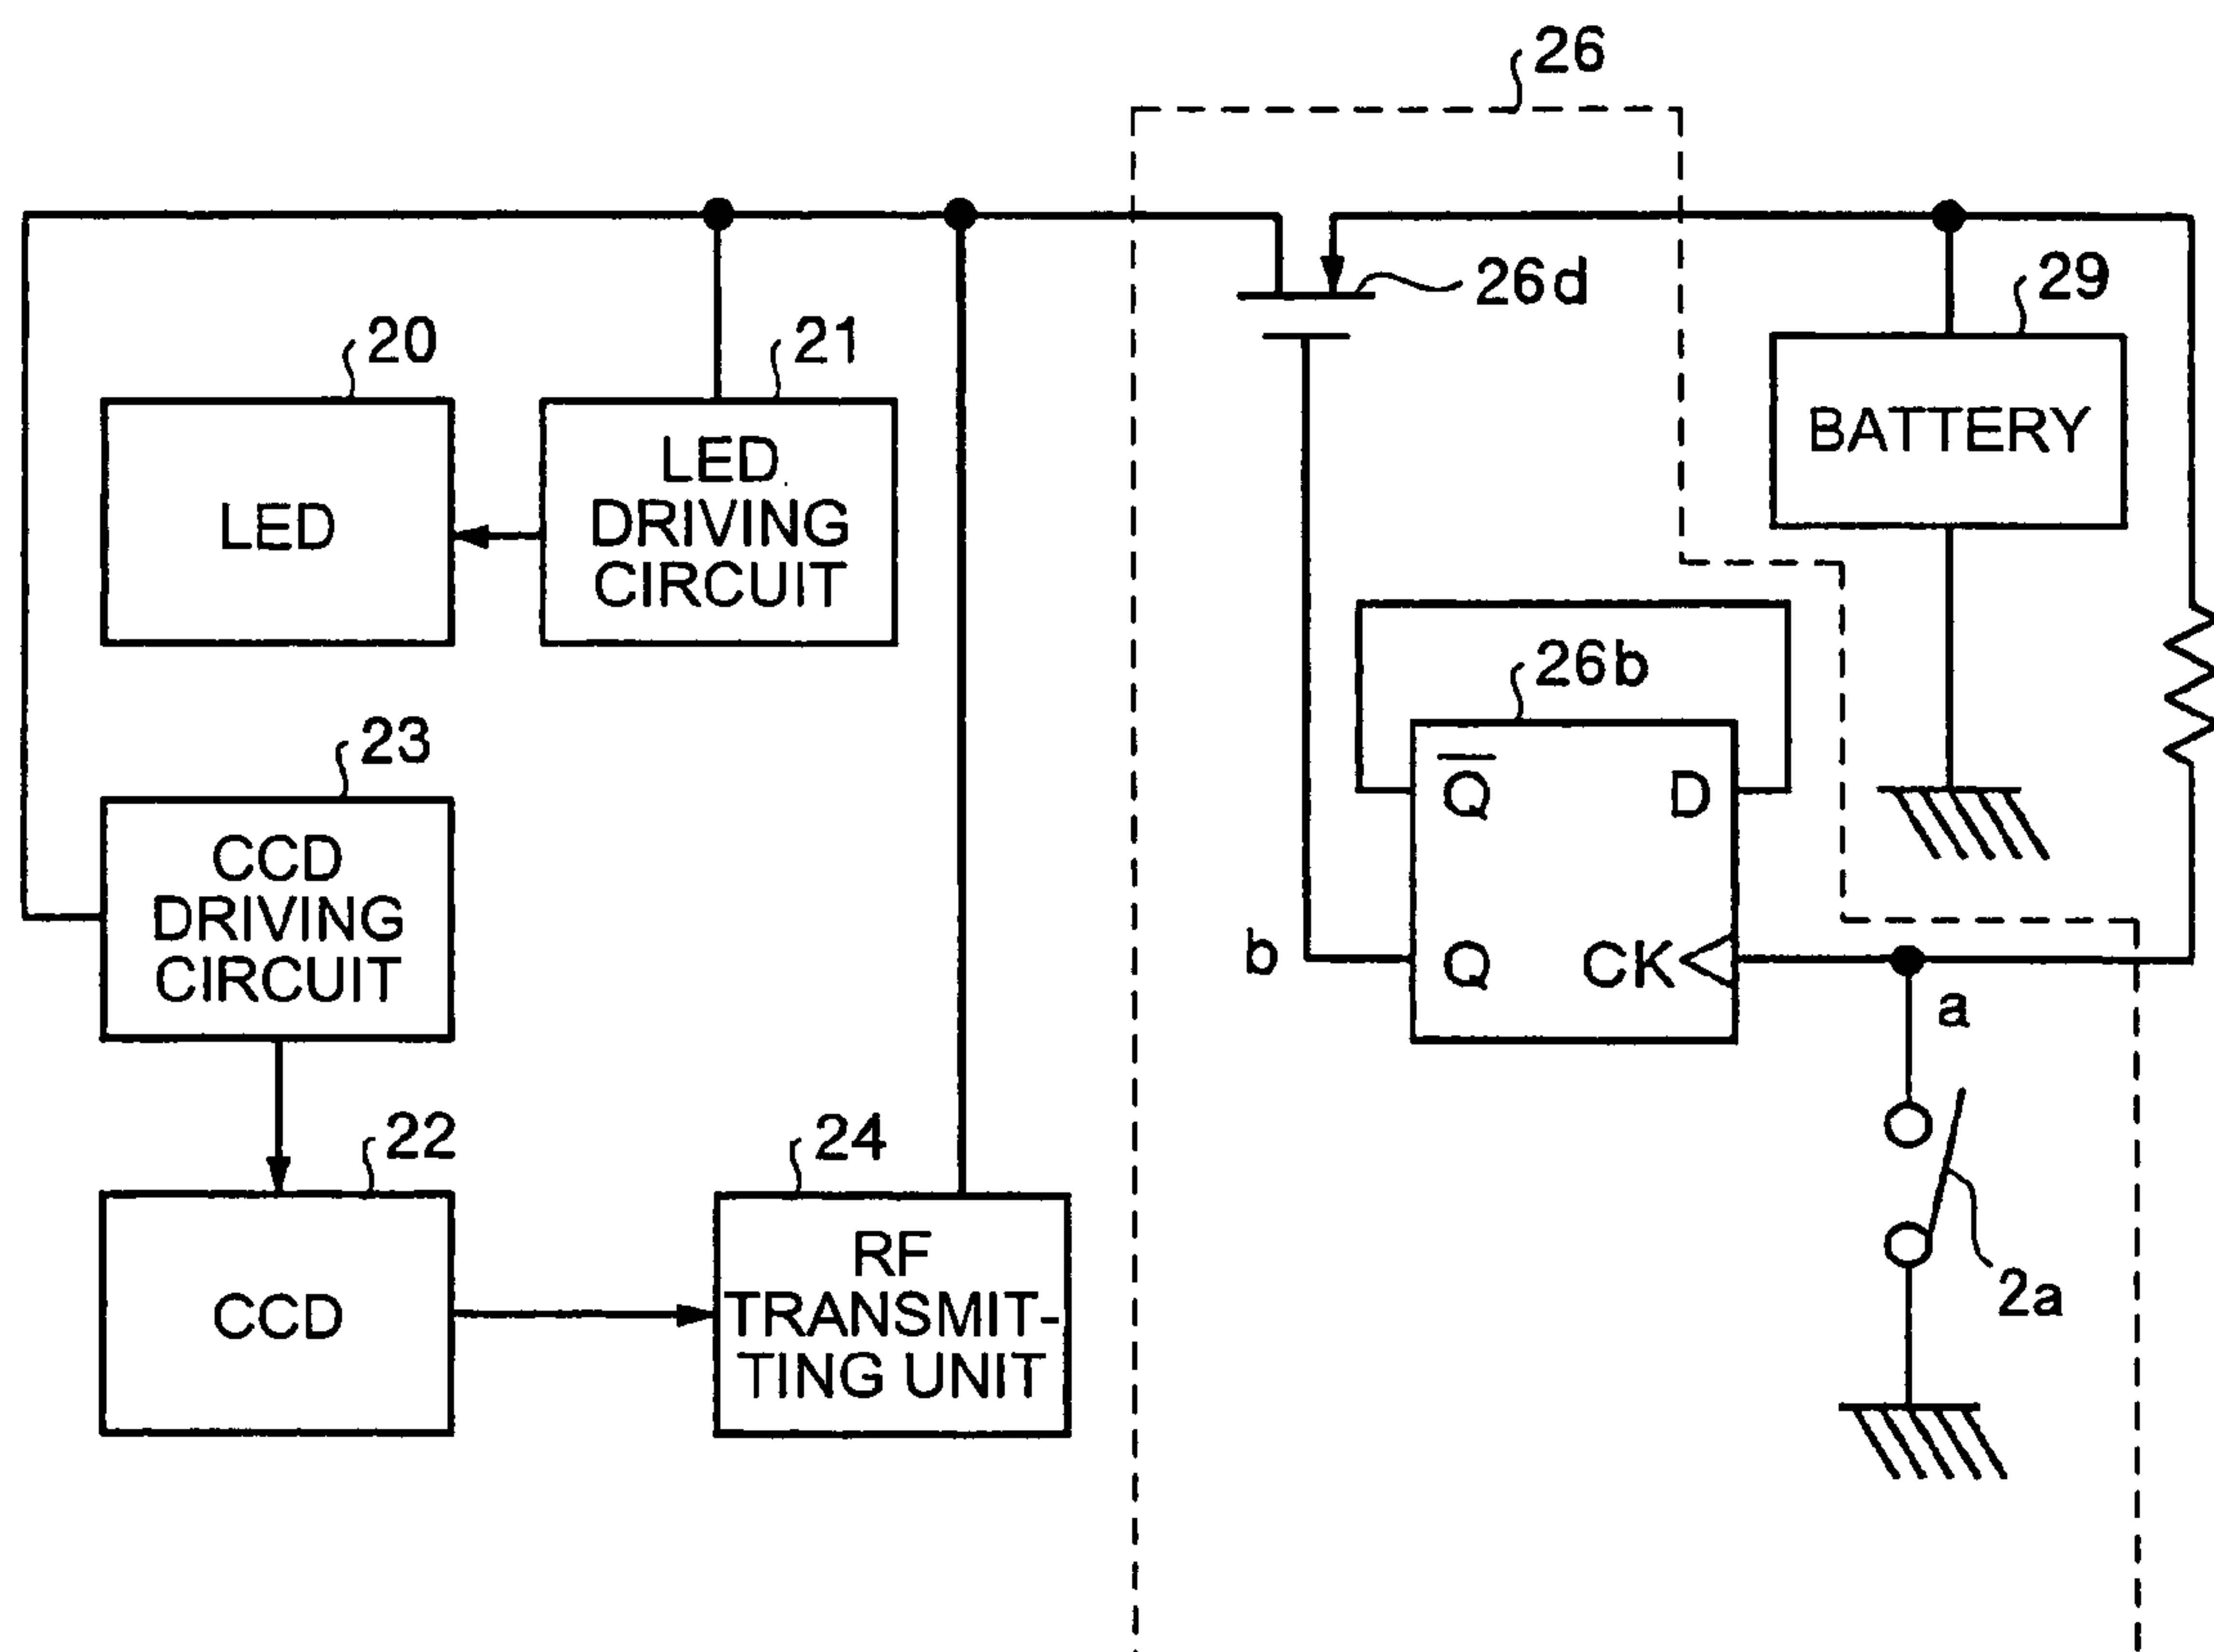 26
26d
29
BATTERY
20
LED
21
LED
DRIVING
CIRCUIT
26b
Q̅
D
Q
CK
b
a
2a
23
CCD
DRIVING
CIRCUIT
22
CCD
24
RF
TRANSMIT-
TING UNIT